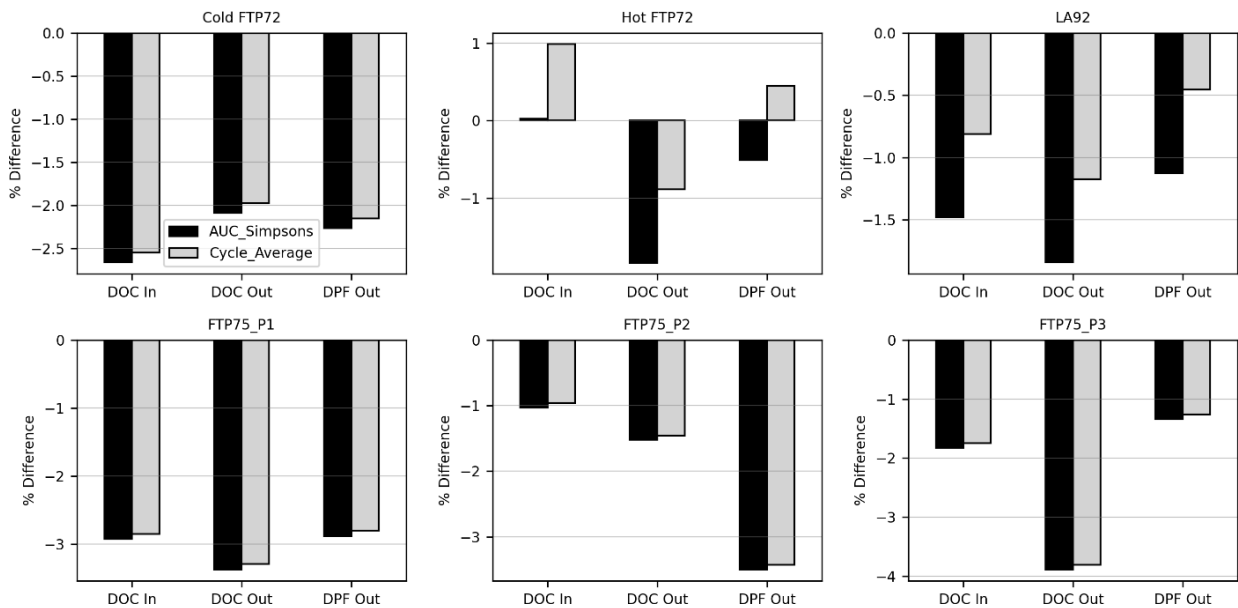 Cold FTP72
% Difference
0.0
−0.5
−1.0
−1.5
−2.0
−2.5
AUC_Simpsons
Cycle_Average
DOC In
DOC Out
DPF Out
Hot FTP72
% Difference
1
0
−1
DOC In
DOC Out
DPF Out
LA92
% Difference
0.0
−0.5
−1.0
−1.5
DOC In
DOC Out
DPF Out
FTP75_P1
% Difference
0
−1
−2
−3
DOC In
DOC Out
DPF Out
FTP75_P2
% Difference
0
−1
−2
−3
DOC In
DOC Out
DPF Out
FTP75_P3
% Difference
0
−1
−2
−3
−4
DOC In
DOC Out
DPF Out